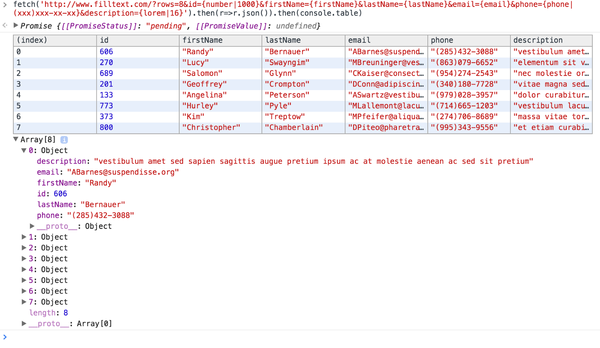 fetch('http://www.filltext.com/?rows=8&id={number|1000}&firstName={firstName}&lastName={lastName}&email={email}&phone={phone|
(xxx)xxx-xx-xx}&description={lorem|16}').then(r=>r.json()).then(console.table)
Promise {[[PromiseStatus]]: "pending", [[PromiseValue]]: undefined}
(index) id firstName lastName email phone description
0 606 "Randy" "Bernauer" "ABarnes@suspend… "(285)432-3088" "vestibulum amet…
1 270 "Lucy" "Swayngim" "MBreuninger@ves… "(863)079-6652" "elementum sit v…
2 689 "Salomon" "Glynn" "CKaiser@consect… "(954)274-2543" "nec molestie or…
3 201 "Geoffrey" "Crompton" "DConn@adipiscin… "(340)180-7728" "vitae magna sed…
4 133 "Angelina" "Peterson" "ASwartz@vestibu… "(979)028-3957" "dolor curabitur…
5 773 "Hurley" "Pyle" "MLallemont@lacu… "(714)665-1203" "vestibulum lacu…
6 373 "Kim" "Treptow" "MPfeifer@aliqua… "(274)706-8689" "massa vitae tor…
7 800 "Christopher" "Chamberlain" "DPiteo@pharetra… "(995)343-9556" "et etiam curabi…
Array[8]
0: Object
description: "vestibulum amet sed sapien sagittis augue pretium ipsum ac at molestie aenean ac sed sit pretium"
email: "ABarnes@suspendisse.org"
firstName: "Randy"
id: 606
lastName: "Bernauer"
phone: "(285)432-3088"
__proto__: Object
1: Object
2: Object
3: Object
4: Object
5: Object
6: Object
7: Object
length: 8
__proto__: Array[0]